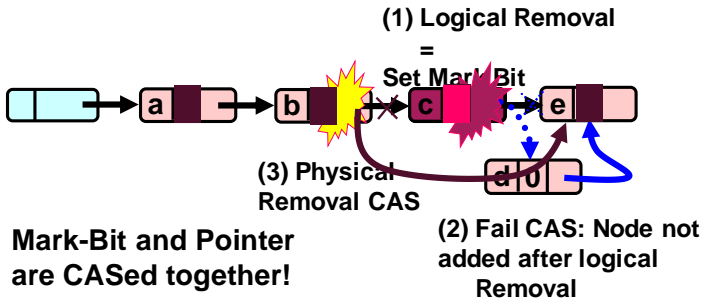 (1) Logical Removal
=
Set Mark Bit
a
b
c
e
d 0
(3) Physical
Removal CAS
Mark-Bit and Pointer
are CASed together!
(2) Fail CAS: Node not
added after logical
Removal